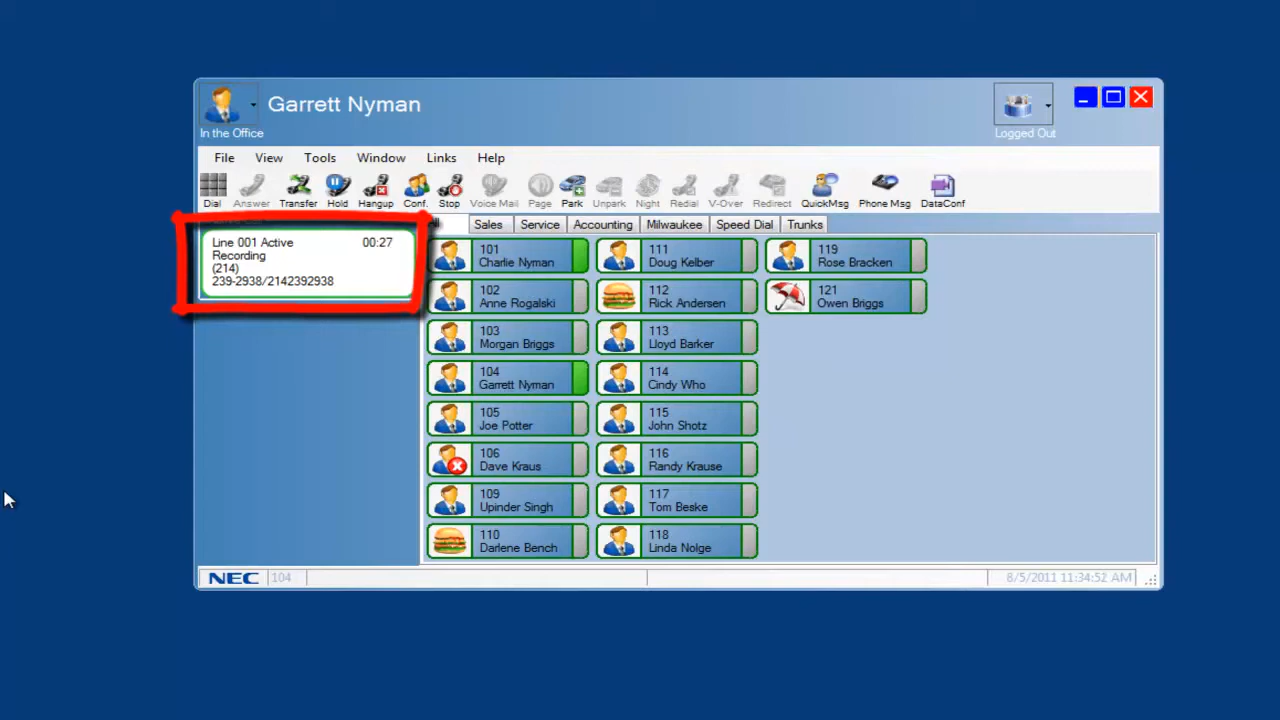 Garrett Nyman
In the Office
Logged Out
File View Tools Window Links Help
Dial Answer Transfer Hold Hangup Conf. Stop Voice Mail Page Park Unpark Night Redial V-Over Redirect QuickMsg Phone Msg DataConf
Sales Service Accounting Milwaukee Speed Dial Trunks
Line 001 Active 00:27
Recording
(214)
239-2938/2142392938
101
Charlie Nyman
102
Anne Rogalski
103
Morgan Briggs
104
Garrett Nyman
105
Joe Potter
106
Dave Kraus
109
Upinder Singh
110
Darlene Bench
111
Doug Kelber
112
Rick Andersen
113
Lloyd Barker
114
Cindy Who
115
John Shotz
116
Randy Krause
117
Tom Beske
118
Linda Nolge
119
Rose Bracken
121
Owen Briggs
NEC 104 8/5/2011 11:34:52 AM